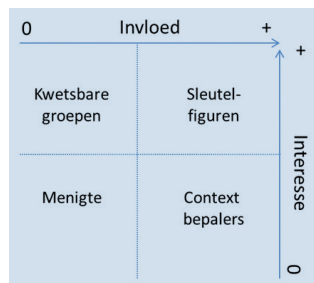 0 Invloed +
+
Kwetsbare
groepen
Sleutel-
figuren
Interesse
Menigte
Context
bepalers
0